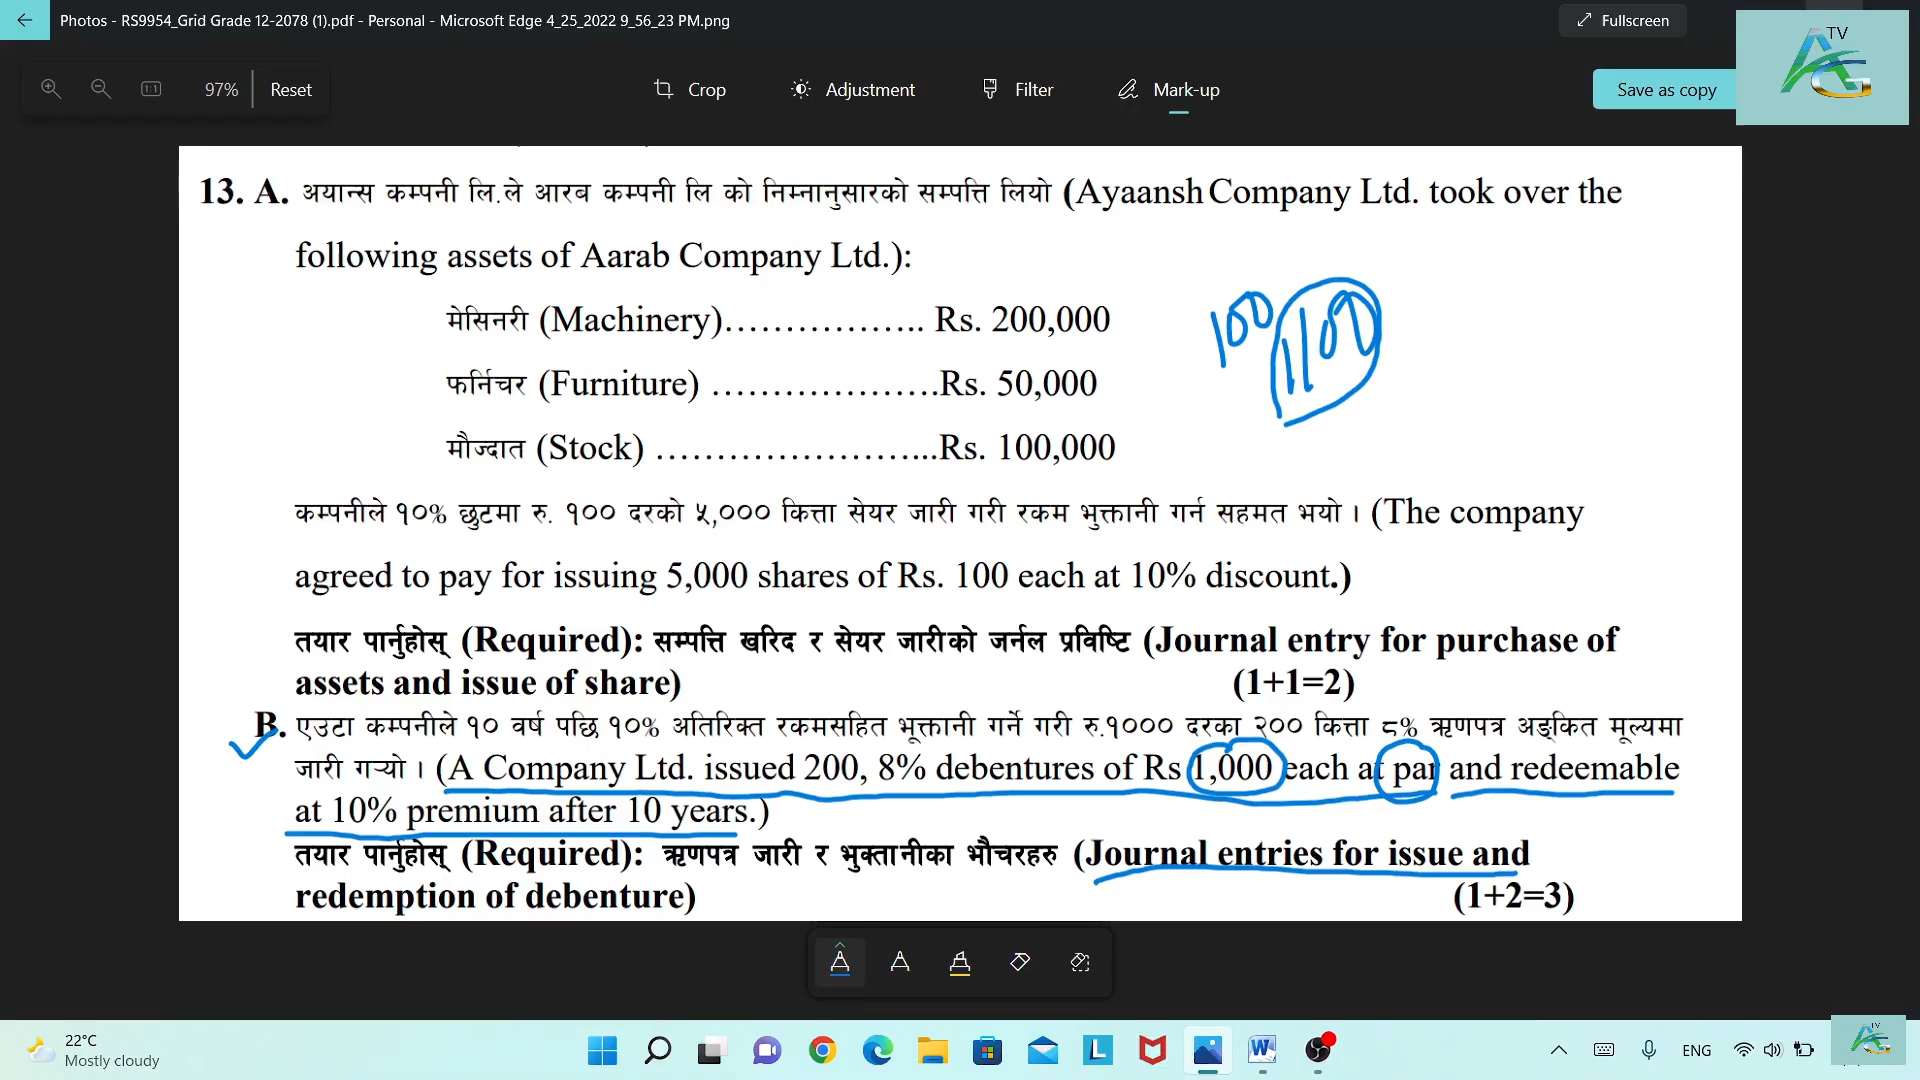 Photos - RS9954_Grid Grade 12-2078 (1).pdf - Personal - Microsoft Edge 4_25_2022 9_56_23 PM.png
Fullscreen
TV
1:1 97% Reset
Crop Adjustment Filter Mark-up
Save as copy
13. A. अयान्स कम्पनी लि.ले आरब कम्पनी लि को निम्नानुसारको सम्पत्ति लियो (Ayaansh Company Ltd. took over the
following assets of Aarab Company Ltd.):
मेसिनरी (Machinery)…………….. Rs. 200,000
फर्निचर (Furniture) ……………….Rs. 50,000
मौज्दात (Stock) …………………...Rs. 100,000
100 1100
कम्पनीले १०% छुटमा रु. १०० दरको ५,००० कित्ता सेयर जारी गरी रकम भुक्तानी गर्न सहमत भयो । (The company
agreed to pay for issuing 5,000 shares of Rs. 100 each at 10% discount.)
तयार पार्नुहोस् (Required): सम्पत्ति खरिद र सेयर जारीको जर्नल प्रविष्टि (Journal entry for purchase of
assets and issue of share) (1+1=2)
B. एउटा कम्पनीले १० वर्ष पछि १०% अतिरिक्त रकमसहित भूक्तानी गर्ने गरी रु.१००० दरका २०० कित्ता ८% ऋणपत्र अङ्कित मूल्यमा
जारी गऱ्यो । (A Company Ltd. issued 200, 8% debentures of Rs 1,000 each at par and redeemable
at 10% premium after 10 years.)
तयार पार्नुहोस् (Required): ऋणपत्र जारी र भुक्तानीका भौचरहरु (Journal entries for issue and
redemption of debenture) (1+2=3)
22°C
Mostly cloudy
ENG
TV